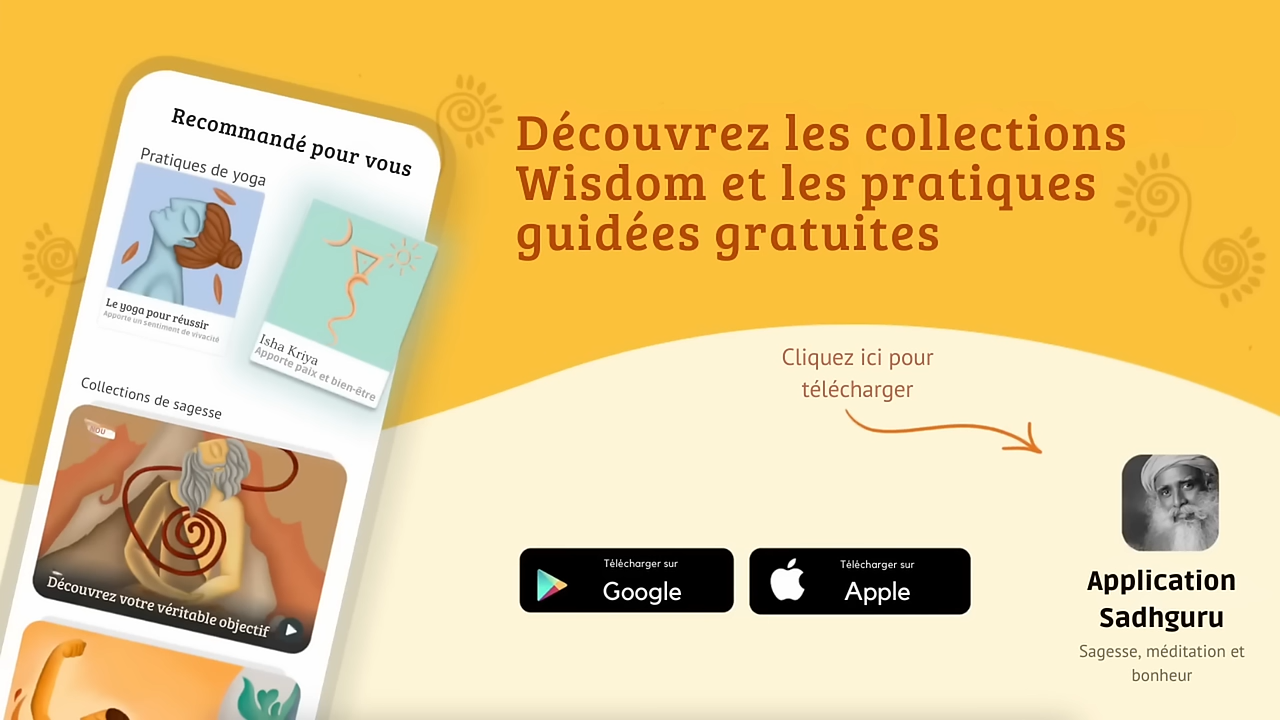 Recommandé pour vous
Pratiques de yoga
Le yoga pour réussir
Apporte un sentiment de vivacité
Isha Kriya
Apporte paix et bien-être
Collections de sagesse
Découvrez votre véritable objectif
Découvrez les collections
Wisdom et les pratiques
guidées gratuites
Cliquez ici pour
télécharger
Télécharger sur
Google
Télécharger sur
Apple
Application
Sadhguru
Sagesse, méditation et
bonheur